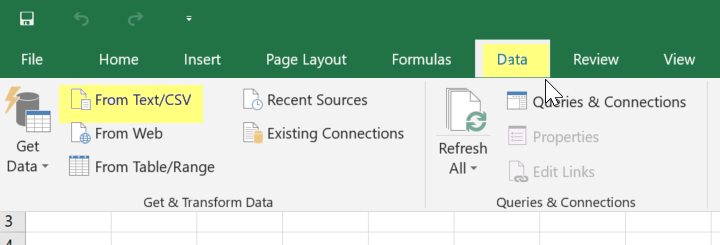 File Home Insert Page Layout Formulas Data Review View
From Text/CSV
From Web
From Table/Range
Get
Data
Recent Sources
Existing Connections
Get & Transform Data
Refresh
All
Queries & Connections
Properties
Edit Links
Queries & Connections
3
4